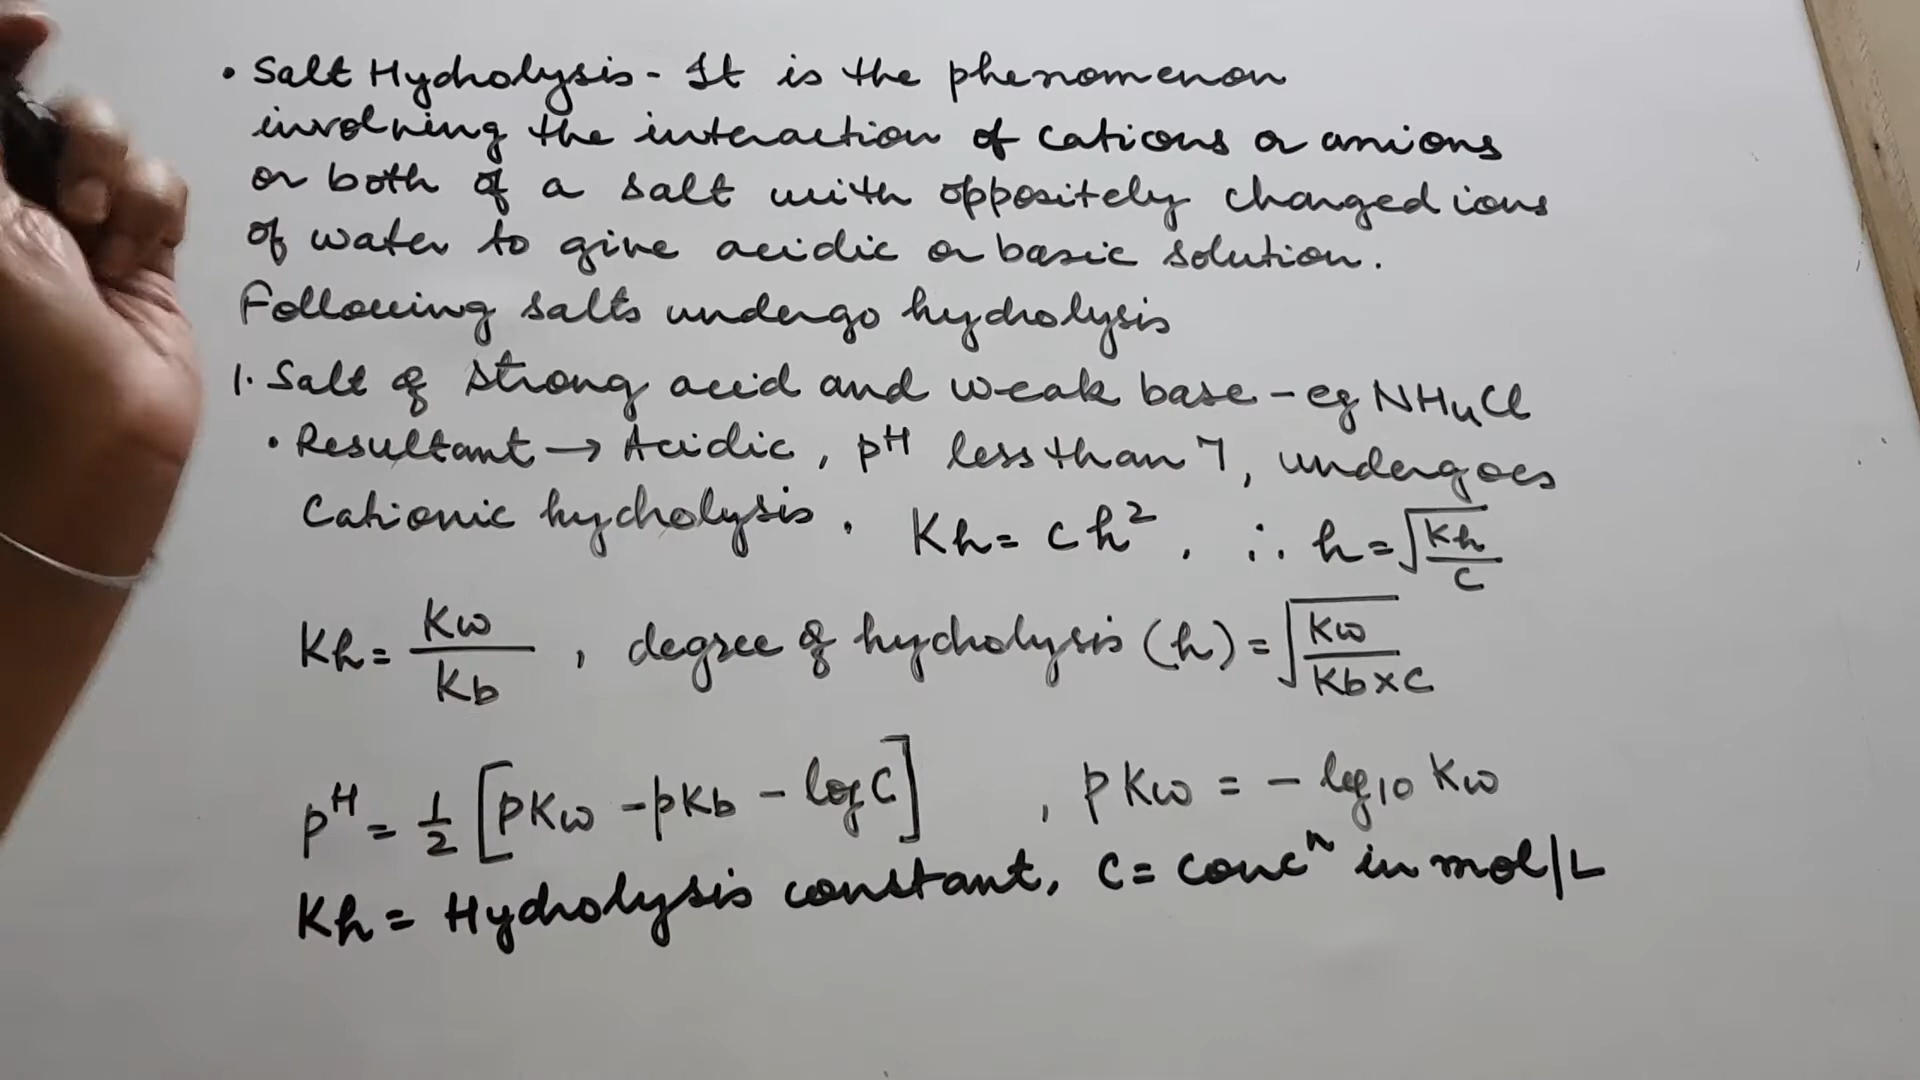 • Salt Hydrolysis - It is the phenomenon
involving the interaction of cations or anions
or both of a salt with oppositely charged ions
of water to give acidic or basic solution.
Following salts undergo hydrolysis
1. Salt of strong acid and weak base - eg NH₄Cl
• Resultant → Acidic, pH less than 7, undergoes
Cationic hydrolysis. Kh = ch², ∴ h = √(Kh/C)
Kh = Kw/Kb, degree of hydrolysis (h) = √(Kw/(Kb×C))
pH = 1/2 [pKw - pKb - log C], pKw = - log₁₀ Kw
Kh = Hydrolysis constant, C = concⁿ in mol/L